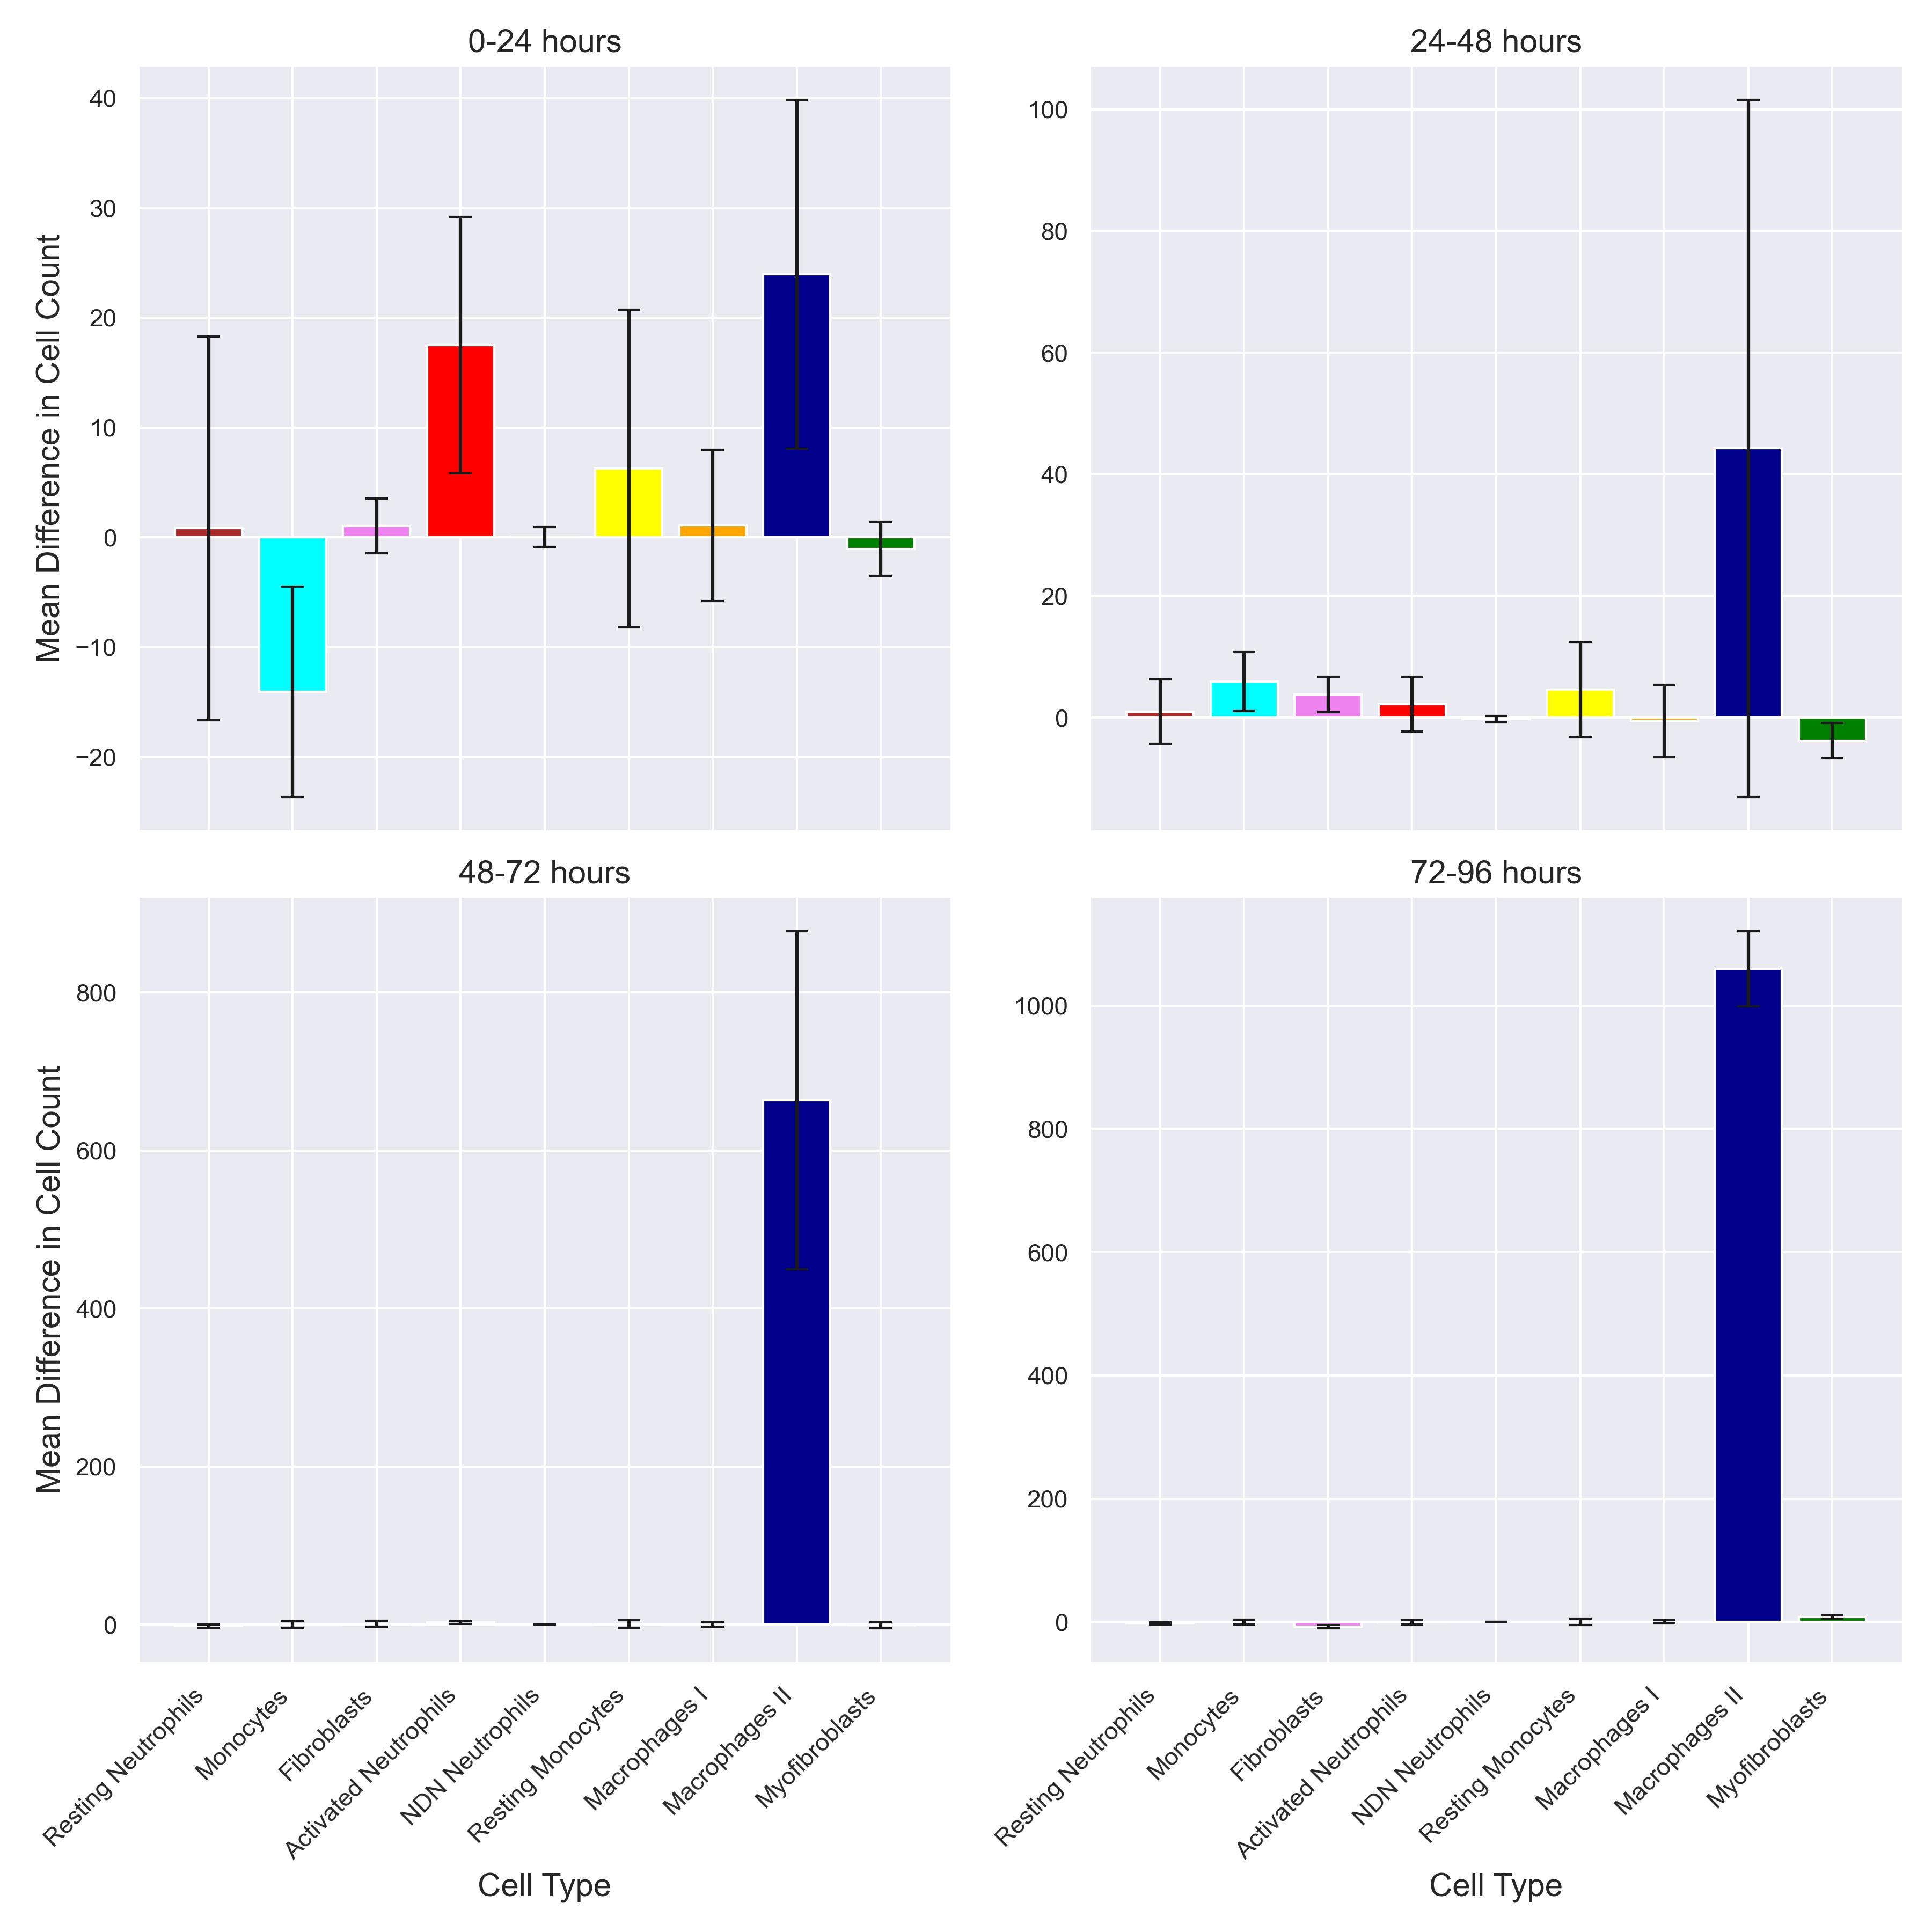 0-24 hours
24-48 hours
Mean Difference in Cell Count
40
30
20
10
0
−10
−20
100
80
60
40
20
0
48-72 hours
72-96 hours
Mean Difference in Cell Count
800
600
400
200
0
1000
800
600
400
200
0
Resting Neutrophils
Monocytes
Fibroblasts
Activated Neutrophils
NDN Neutrophils
Resting Monocytes
Macrophages I
Macrophages II
Myofibroblasts
Resting Neutrophils
Monocytes
Fibroblasts
Activated Neutrophils
NDN Neutrophils
Resting Monocytes
Macrophages I
Macrophages II
Myofibroblasts
Cell Type
Cell Type